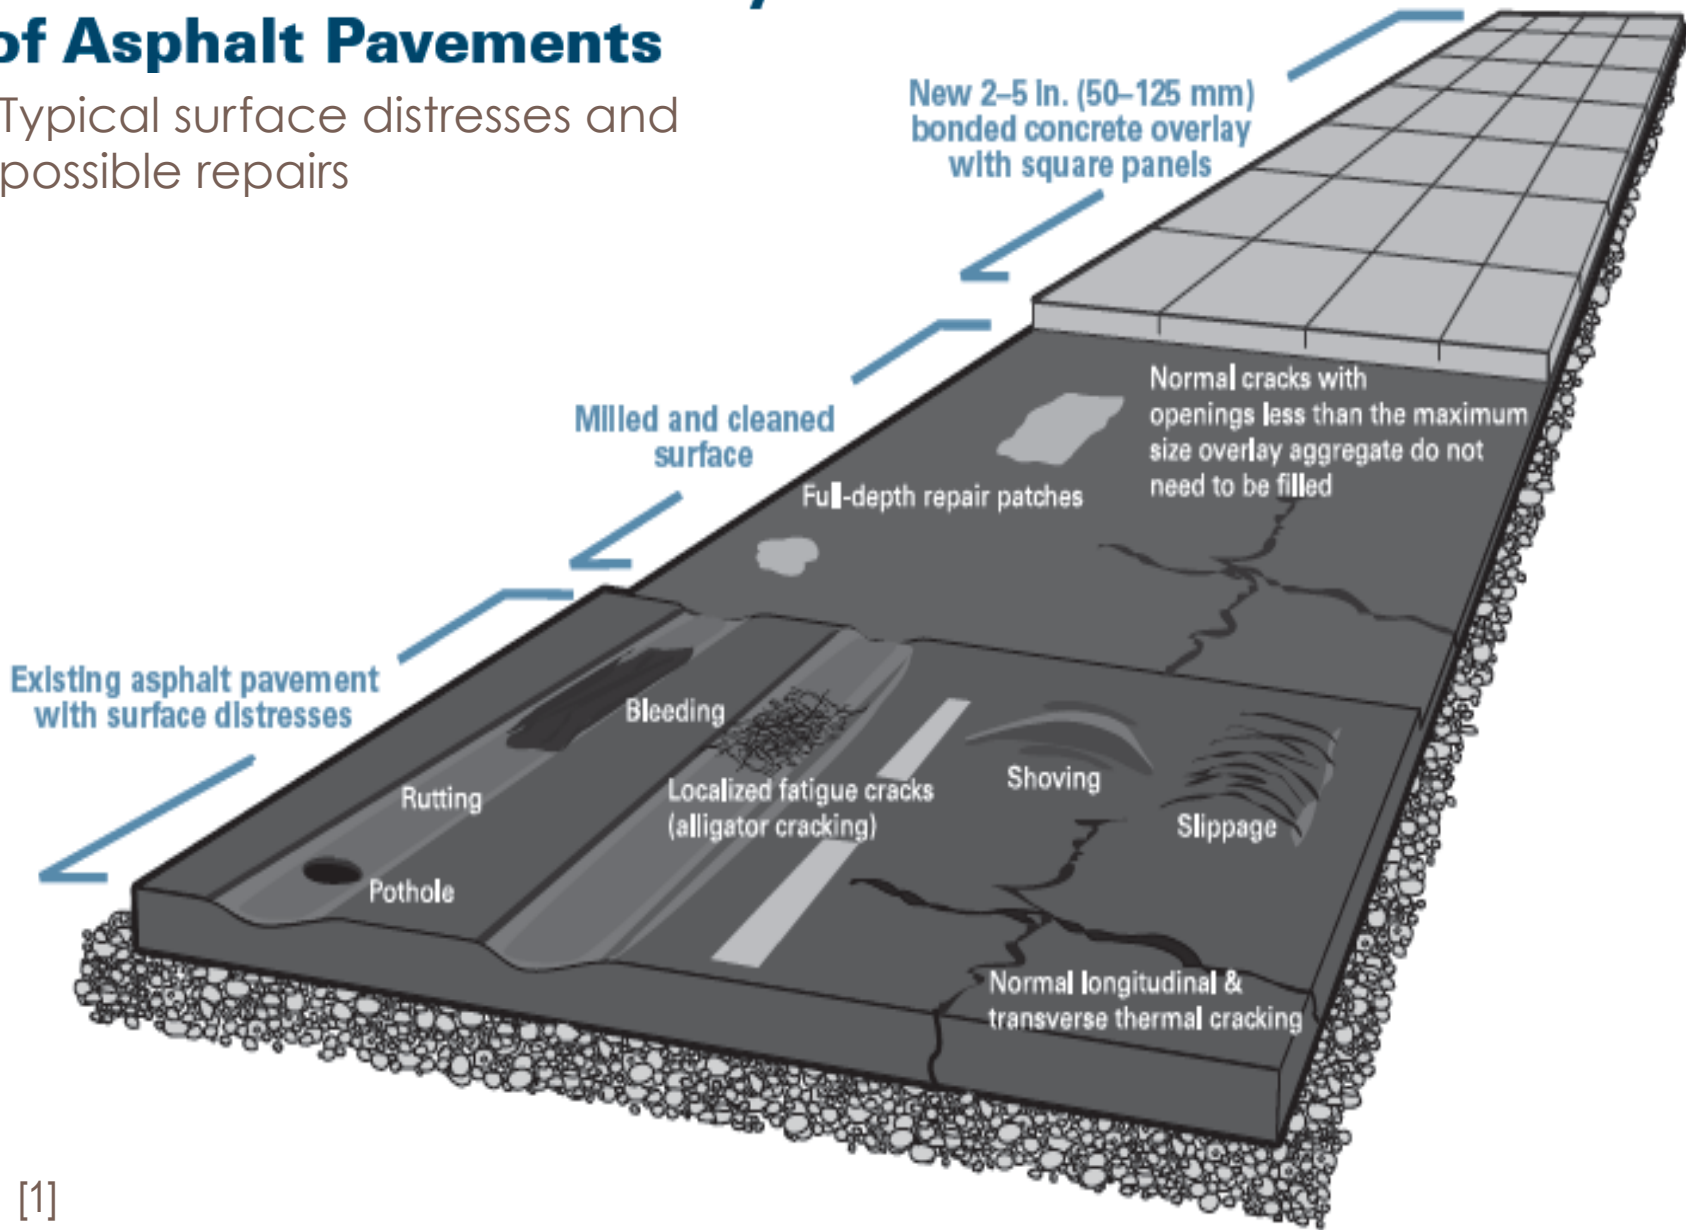 of Asphalt Pavements
Typical surface distresses and
possible repairs
New 2–5 in. (50–125 mm)
bonded concrete overlay
with square panels
Normal cracks with
openings less than the maximum
size overlay aggregate do not
need to be filled
Milled and cleaned
surface
Full-depth repair patches
Existing asphalt pavement
with surface distresses
Bleeding
Rutting
Localized fatigue cracks
(alligator cracking)
Shoving
Slippage
Pothole
Normal longitudinal &
transverse thermal cracking
[1]